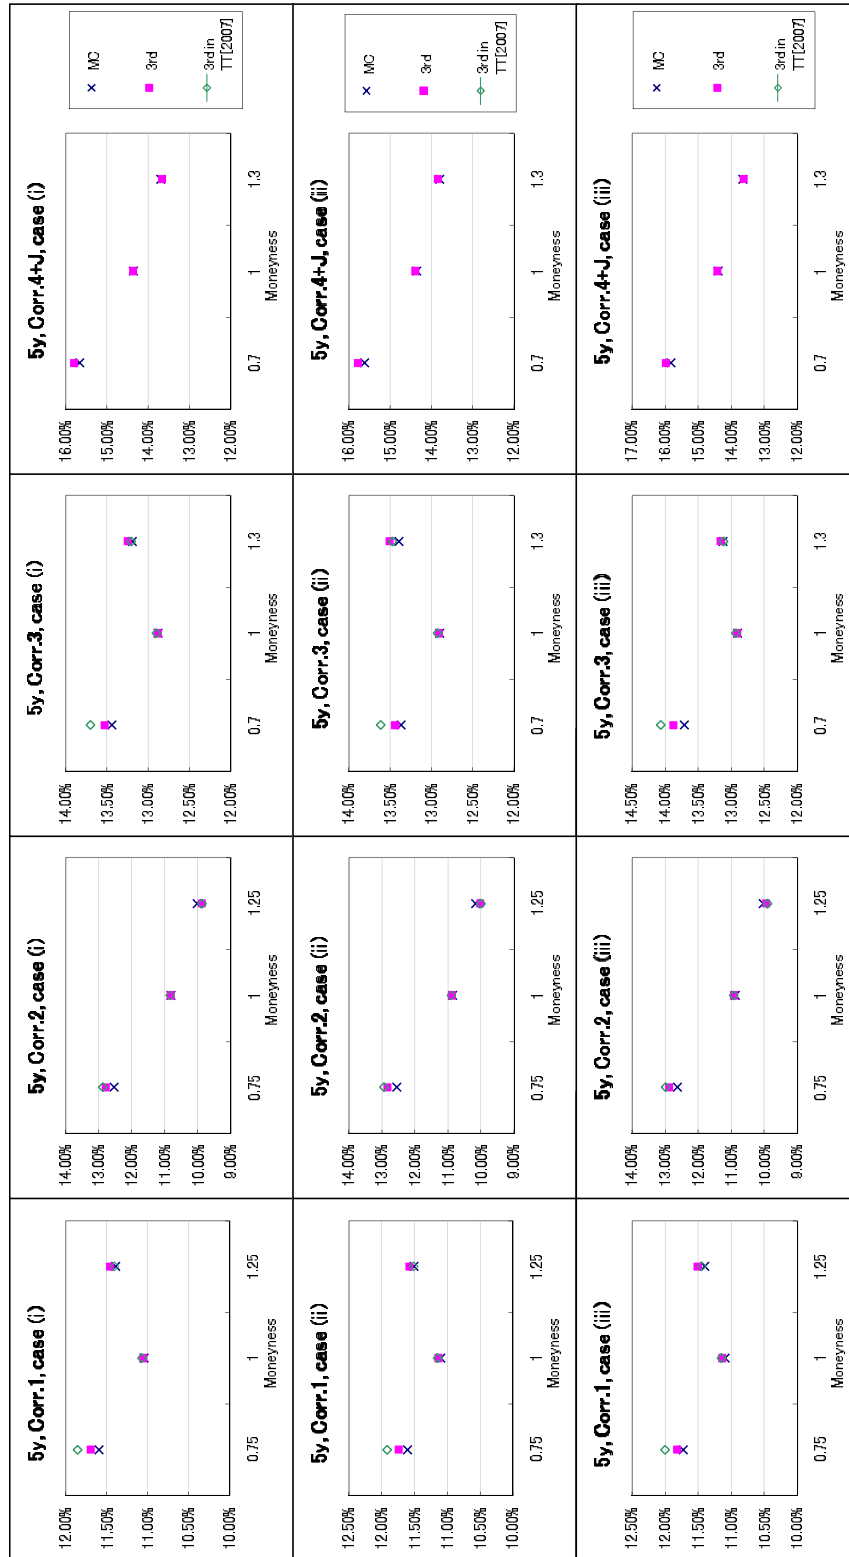 5y, Corr.1, case (i)
12.00%
11.50%
11.00%
10.50%
10.00%
0.75
1
1.25
Moneyness
5y, Corr.2, case (i)
14.00%
13.00%
12.00%
11.00%
10.00%
9.00%
0.75
1
1.25
Moneyness
5y, Corr.3, case (i)
14.00%
13.50%
13.00%
12.50%
12.00%
0.7
1
1.3
Moneyness
5y, Corr.4+J, case (i)
16.00%
15.00%
14.00%
13.00%
12.00%
0.7
1
1.3
Moneyness
MC
3rd
3rd in
TT[2007]
5y, Corr.1, case (ii)
12.50%
12.00%
11.50%
11.00%
10.50%
10.00%
0.75
1
1.25
Moneyness
5y, Corr.2, case (ii)
14.00%
13.00%
12.00%
11.00%
10.00%
9.00%
0.75
1
1.25
Moneyness
5y, Corr.3, case (ii)
14.00%
13.50%
13.00%
12.50%
12.00%
0.7
1
1.3
Moneyness
5y, Corr.4+J, case (ii)
16.00%
15.00%
14.00%
13.00%
12.00%
0.7
1
1.3
Moneyness
MC
3rd
3rd in
TT[2007]
5y, Corr.1, case (iii)
12.50%
12.00%
11.50%
11.00%
10.50%
10.00%
0.75
1
1.25
Moneyness
5y, Corr.2, case (iii)
14.00%
13.00%
12.00%
11.00%
10.00%
9.00%
0.75
1
1.25
Moneyness
5y, Corr.3, case (iii)
14.50%
14.00%
13.50%
13.00%
12.50%
12.00%
0.7
1
1.3
Moneyness
5y, Corr.4+J, case (iii)
17.00%
16.00%
15.00%
14.00%
13.00%
12.00%
0.7
1
1.3
Moneyness
MC
3rd
3rd in
TT[2007]